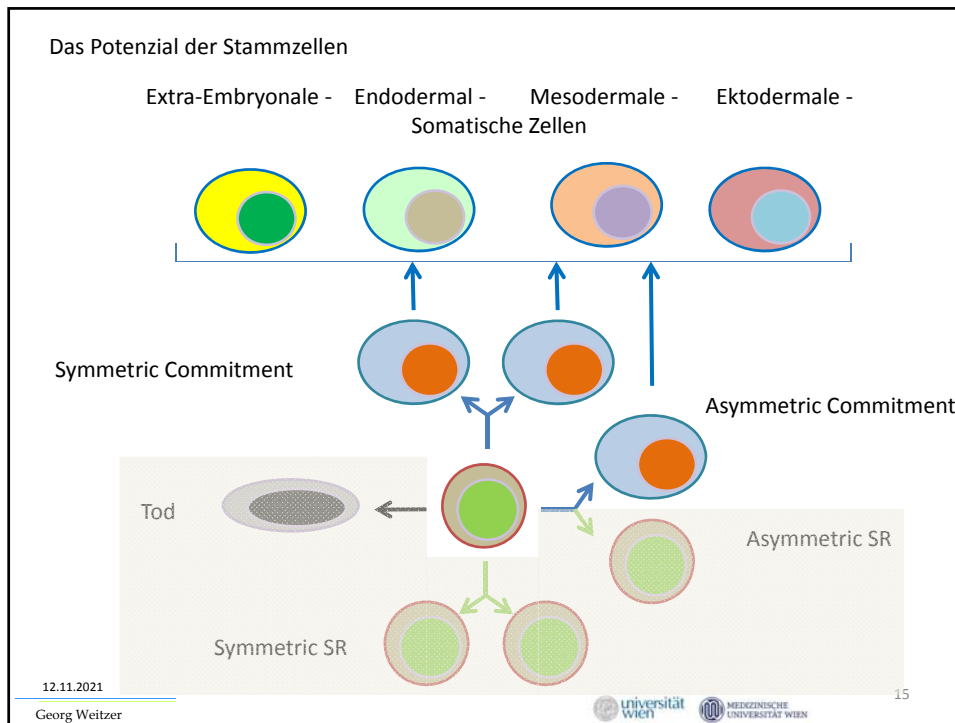 Das Potenzial der Stammzellen
Extra-Embryonale - Endodermal - Mesodermale - Ektodermale -
Somatische Zellen
Symmetric Commitment
Asymmetric Commitment
Tod
Asymmetric SR
Symmetric SR
12.11.2021
Georg Weitzer
universität
wien
MEDIZINISCHE
UNIVERSITÄT WIEN
15